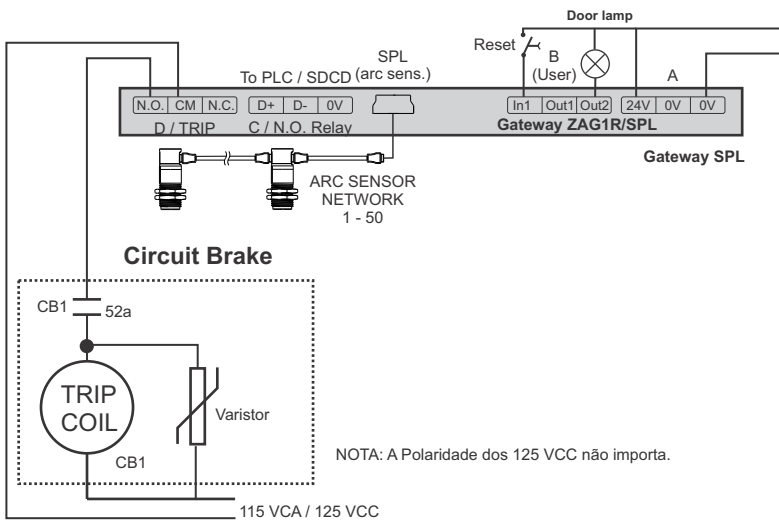 Door lamp
Reset
B
(User)
A
To PLC / SDCD
SPL
(arc sens.)
N.O. CM N.C.
D+ D- 0V
In1 Out1 Out2
24V 0V 0V
D / TRIP
C / N.O. Relay
Gateway ZAG1R/SPL
Gateway SPL
ARC SENSOR
NETWORK
1 - 50
Circuit Brake
CB1
52a
TRIP
COIL
Varistor
CB1
NOTA: A Polaridade dos 125 VCC não importa.
115 VCA / 125 VCC